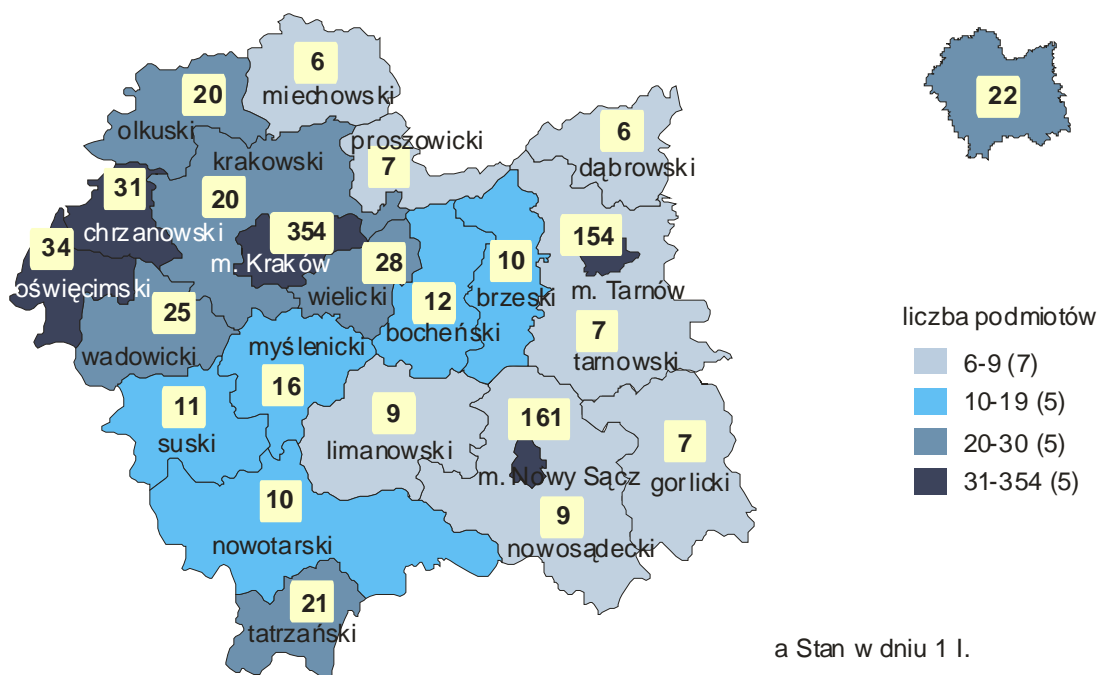 6
miechowski
20
olkuski
22
proszowicki
7
6
dąbrowski
krakowski
20
31
chrzanowski
354
m. Kraków
154
m. Tarnów
34
oświęcimski
28
wielicki
10
brzeski
12
bocheński
25
wadowicki
7
tarnowski
myślenicki
16
11
suski
9
limanowski
161
m. Nowy Sącz
7
gorlicki
10
nowotarski
9
nowosądecki
21
tatrzański
liczba podmiotów
6-9 (7)
10-19 (5)
20-30 (5)
31-354 (5)
a Stan w dniu 1 I.